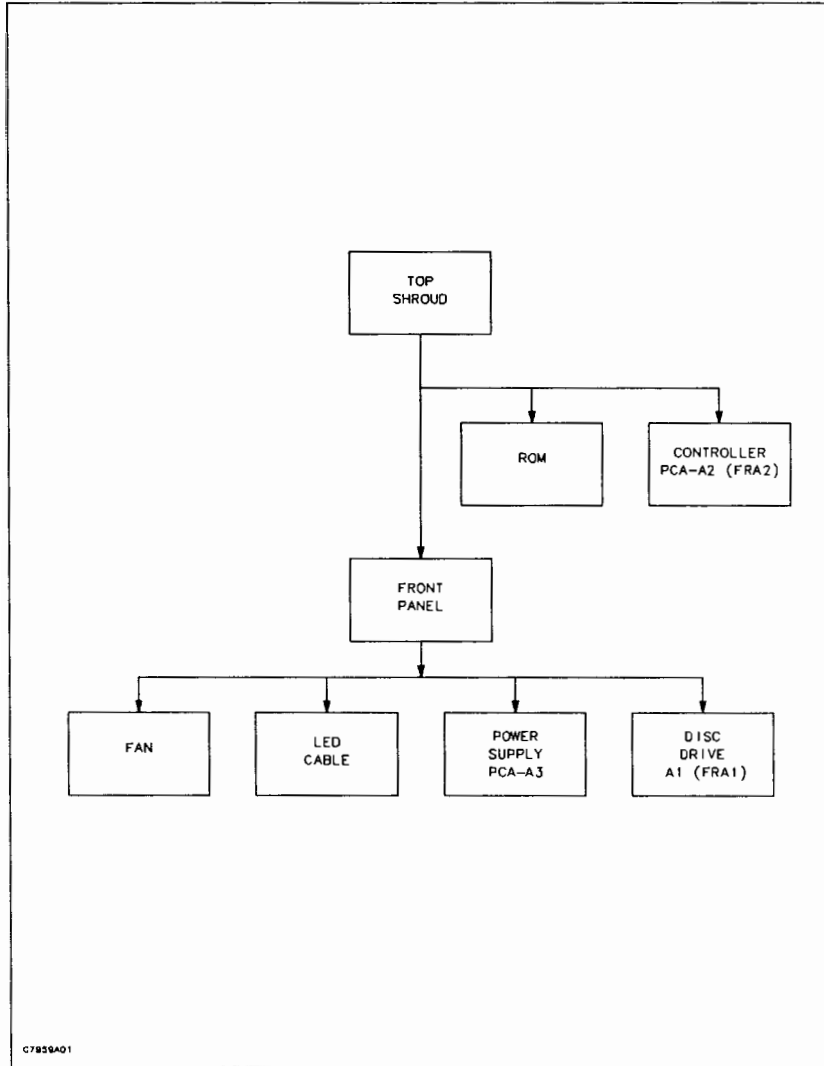 TOP
SHROUD
ROM
CONTROLLER
PCA-A2 (FRA2)
FRONT
PANEL
FAN
LED
CABLE
POWER
SUPPLY
PCA-A3
DISC
DRIVE
A1 (FRA1)
C7959A01